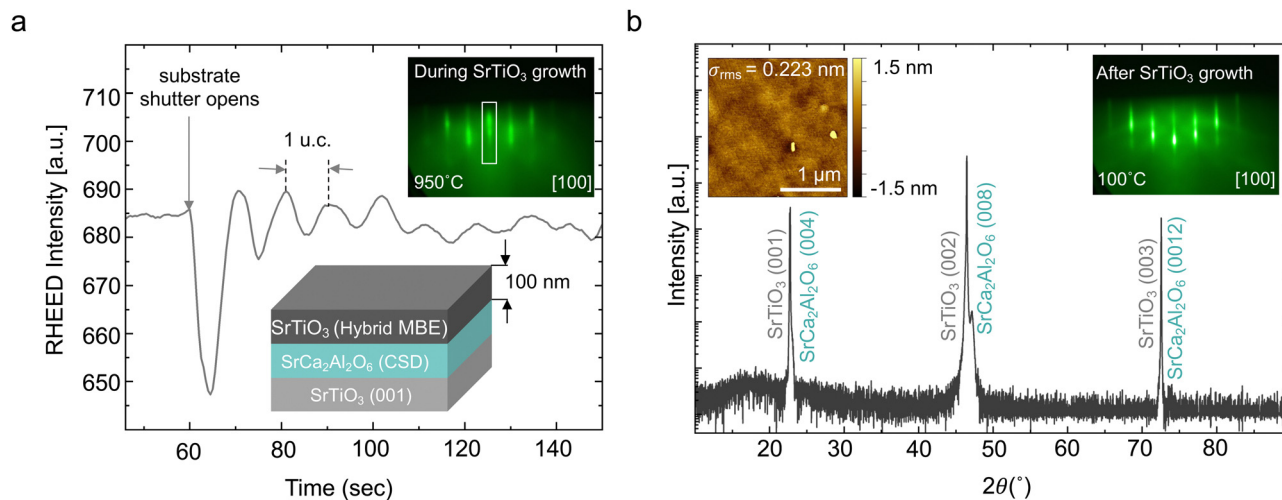 a
RHEED Intensity [a.u.]
710
700
690
680
670
660
650
60
80
100
120
140
Time (sec)
substrate
shutter opens
1 u.c.
During SrTiO₃ growth
950˚C
[100]
100 nm
SrTiO₃ (Hybrid MBE)
SrCa₂Al₂O₆ (CSD)
SrTiO₃ (001)
b
Intensity [a.u.]
σrms = 0.223 nm
1 µm
1.5 nm
-1.5 nm
After SrTiO₃ growth
100˚C
[100]
SrTiO₃ (001)
SrCa₂Al₂O₆ (004)
SrTiO₃ (002)
SrCa₂Al₂O₆ (008)
SrTiO₃ (003)
SrCa₂Al₂O₆ (0012)
20
30
40
50
60
70
80
2θ(˚)